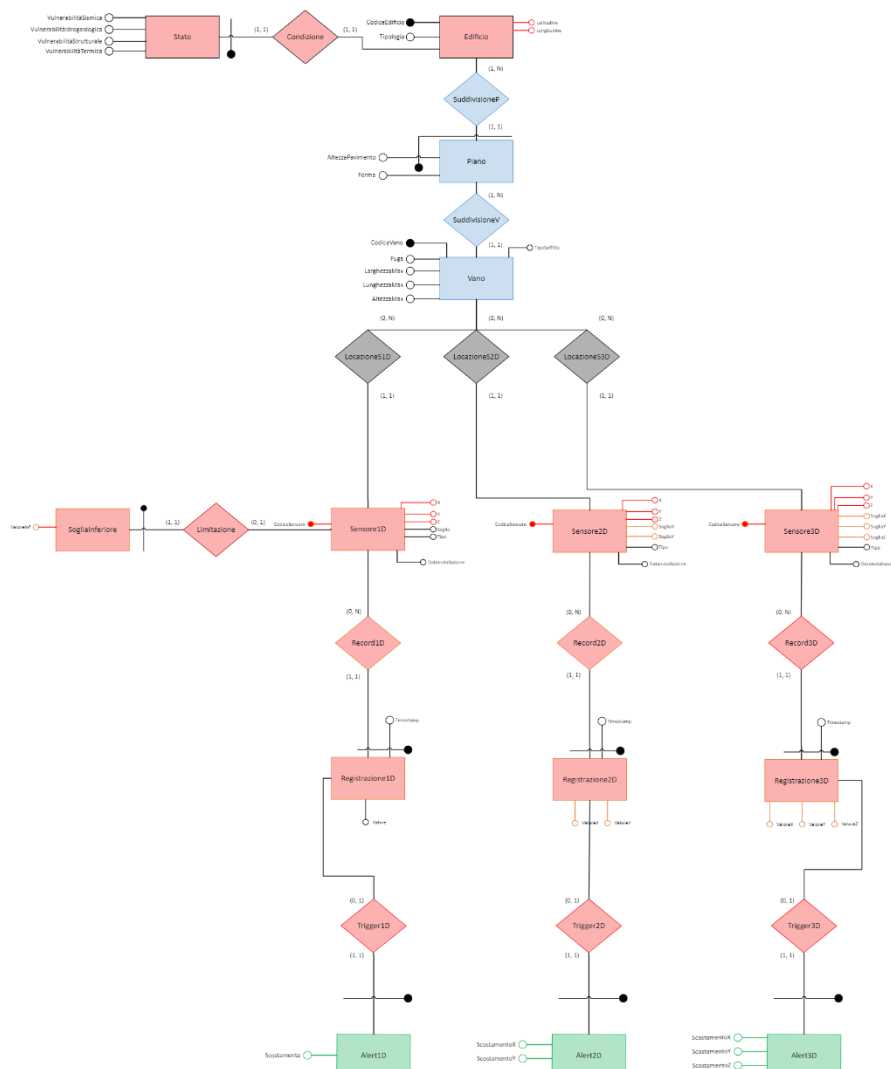 VulnerabilitàSismica
VulnerabilitàIdrogeologica
VulnerabilitàStrutturale
VulnerabilitàTermica
Stato
(1, 1)
Condizione
(1, 1)
CodiceEdificio
Tipologia
Edificio
Latitudine
Longitudine
(1, N)
SuddivisioneP
(1, 1)
AltezzaPavimento
Forma
Piano
(1, N)
SuddivisioneV
(1, 1)
CodiceVano
TipoSoffitto
Fuga
LarghezzaMax
LunghezzaMax
AltezzaMax
Vano
(0, N)
(0, N)
(0, N)
LocazioneS1D
LocazioneS2D
LocazioneS3D
(1, 1)
(1, 1)
(1, 1)
ValoreInf
SogliaInferiore
(1, 1)
Limitazione
(0, 1)
CodiceSensore
Sensore1D
X
Y
Z
Soglia
Tipo
DataInstallazione
CodiceSensore
Sensore2D
X
Y
Z
SogliaX
SogliaY
Tipo
DataInstallazione
CodiceSensore
Sensore3D
X
Y
Z
SogliaX
SogliaY
SogliaZ
Tipo
(0, N)
(0, N)
(0, N)
Record1D
Record2D
Record3D
(1, 1)
(1, 1)
(1, 1)
Timestamp
Timestamp
Timestamp
Registrazione1D
Registrazione2D
Registrazione3D
Valore
ValoreX
ValoreY
ValoreX
ValoreY
ValoreZ
(0, 1)
(0, 1)
(0, 1)
Trigger1D
Trigger2D
Trigger3D
(1, 1)
(1, 1)
(1, 1)
Scostamento
Alert1D
ScostamentoX
ScostamentoY
Alert2D
ScostamentoX
ScostamentoY
ScostamentoZ
Alert3D